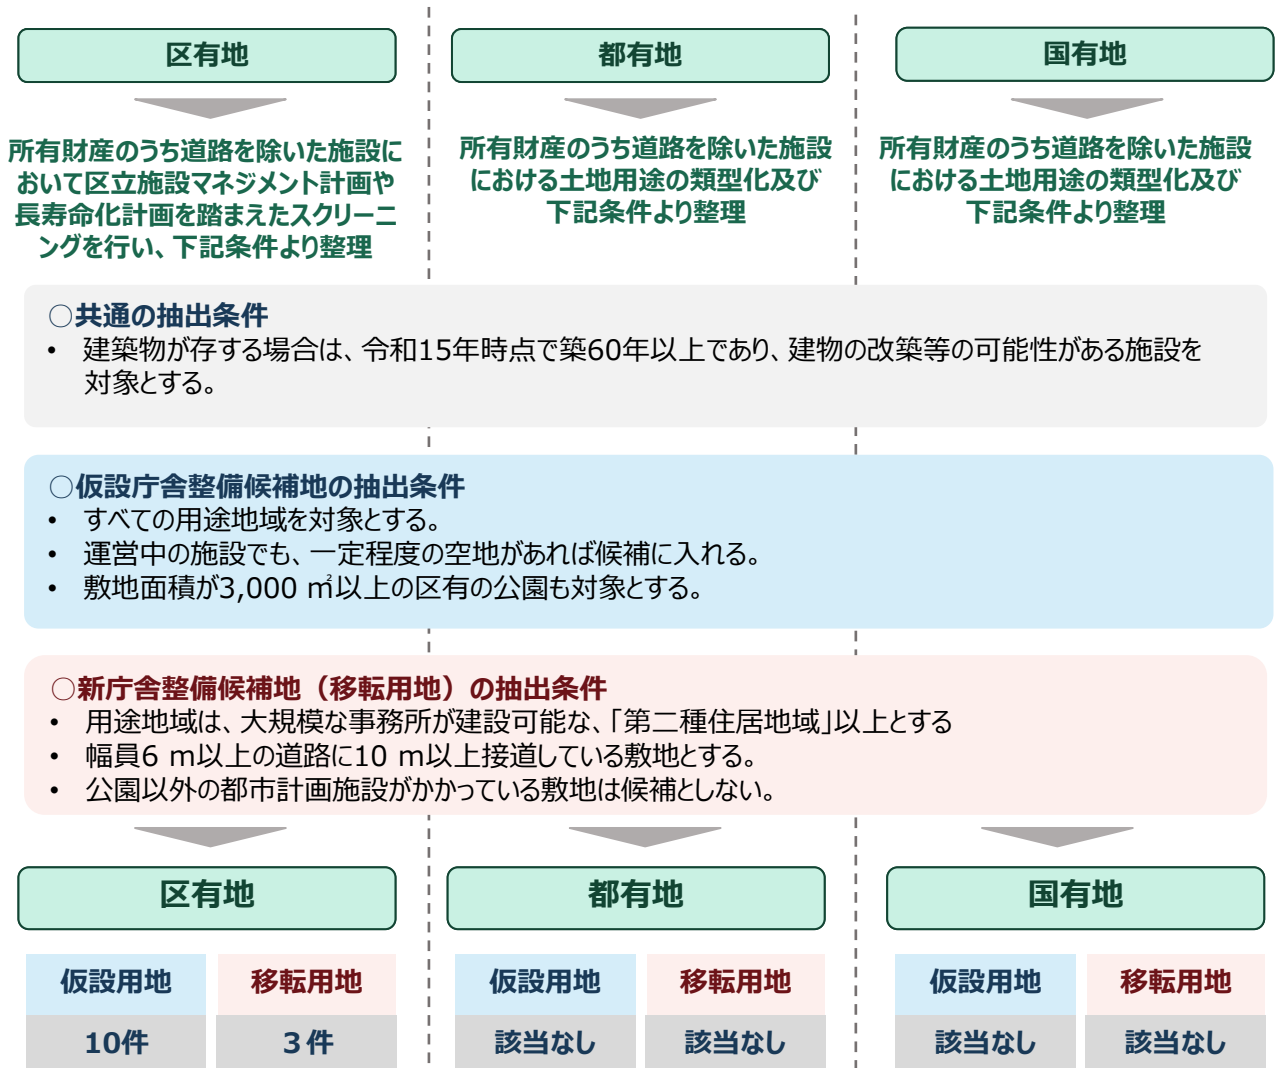 区有地
都有地
国有地
所有財産のうち道路を除いた施設に
おいて区立施設マネジメント計画や
長寿命化計画を踏まえたスクリーニ
ングを行い、下記条件より整理
所有財産のうち道路を除いた施設
における土地用途の類型化及び
下記条件より整理
所有財産のうち道路を除いた施設
における土地用途の類型化及び
下記条件より整理
○共通の抽出条件
• 建築物が存する場合は、令和15年時点で築60年以上であり、建物の改築等の可能性がある施設を
対象とする。
○仮設庁舎整備候補地の抽出条件
• すべての用途地域を対象とする。
• 運営中の施設でも、一定程度の空地があれば候補に入れる。
• 敷地面積が3,000 ㎡以上の区有の公園も対象とする。
○新庁舎整備候補地（移転用地）の抽出条件
• 用途地域は、大規模な事務所が建設可能な、「第二種住居地域」以上とする
• 幅員6 m以上の道路に10 m以上接道している敷地とする。
• 公園以外の都市計画施設がかかっている敷地は候補としない。
区有地
都有地
国有地
仮設用地 移転用地 仮設用地 移転用地 仮設用地 移転用地
10件 ３件 該当なし 該当なし 該当なし 該当なし